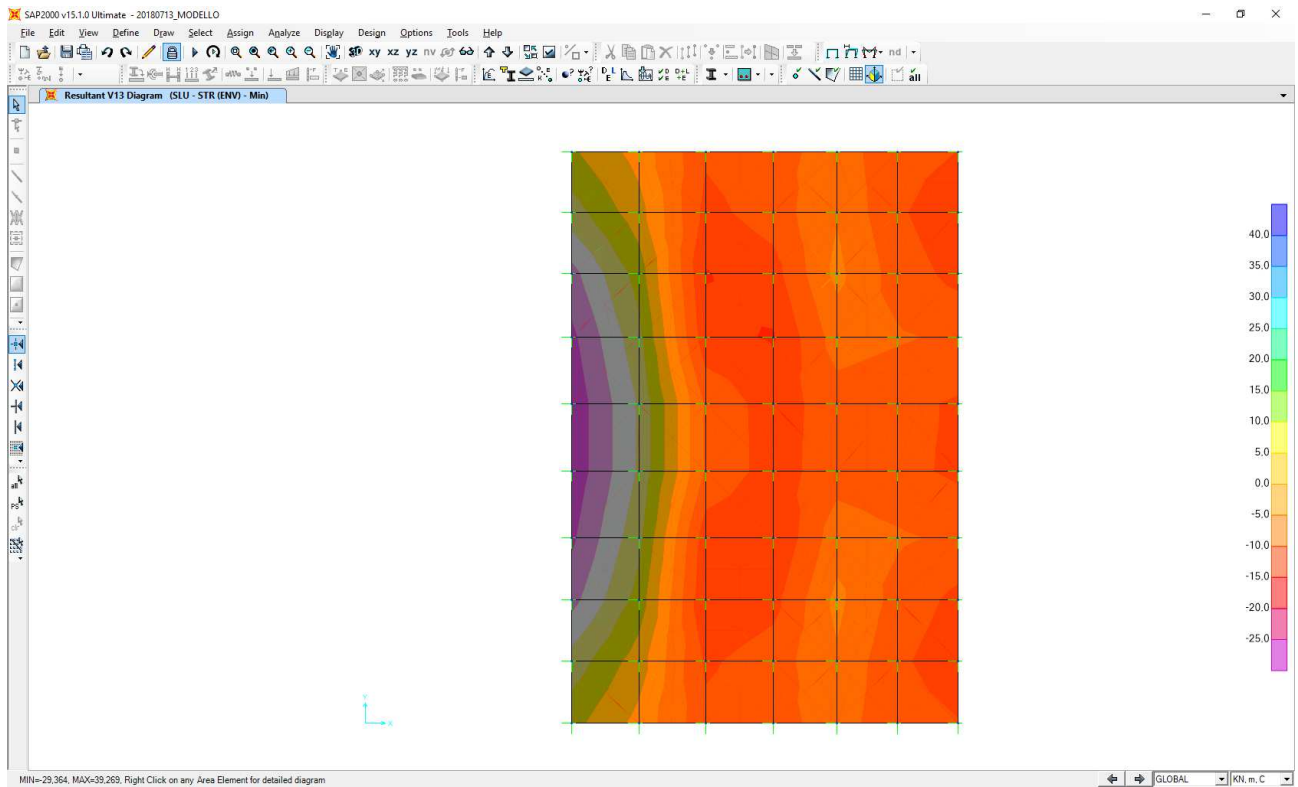 SAP2000 v15.1.0 Ultimate - 20180713_MODELLO
File Edit View Define Draw Select Assign Analyze Display Design Options Tools Help
xy xz yz nv nd
all
Resultant V13 Diagram (SLU - STR (ENV) - Min)
40,0
35,0
30,0
25,0
20,0
15,0
10,0
5,0
0,0
-5,0
-10,0
-15,0
-20,0
-25,0
all
PS
clr
Y
X
MIN=-29,364, MAX=39,269, Right Click on any Area Element for detailed diagram
GLOBAL
KN, m, C